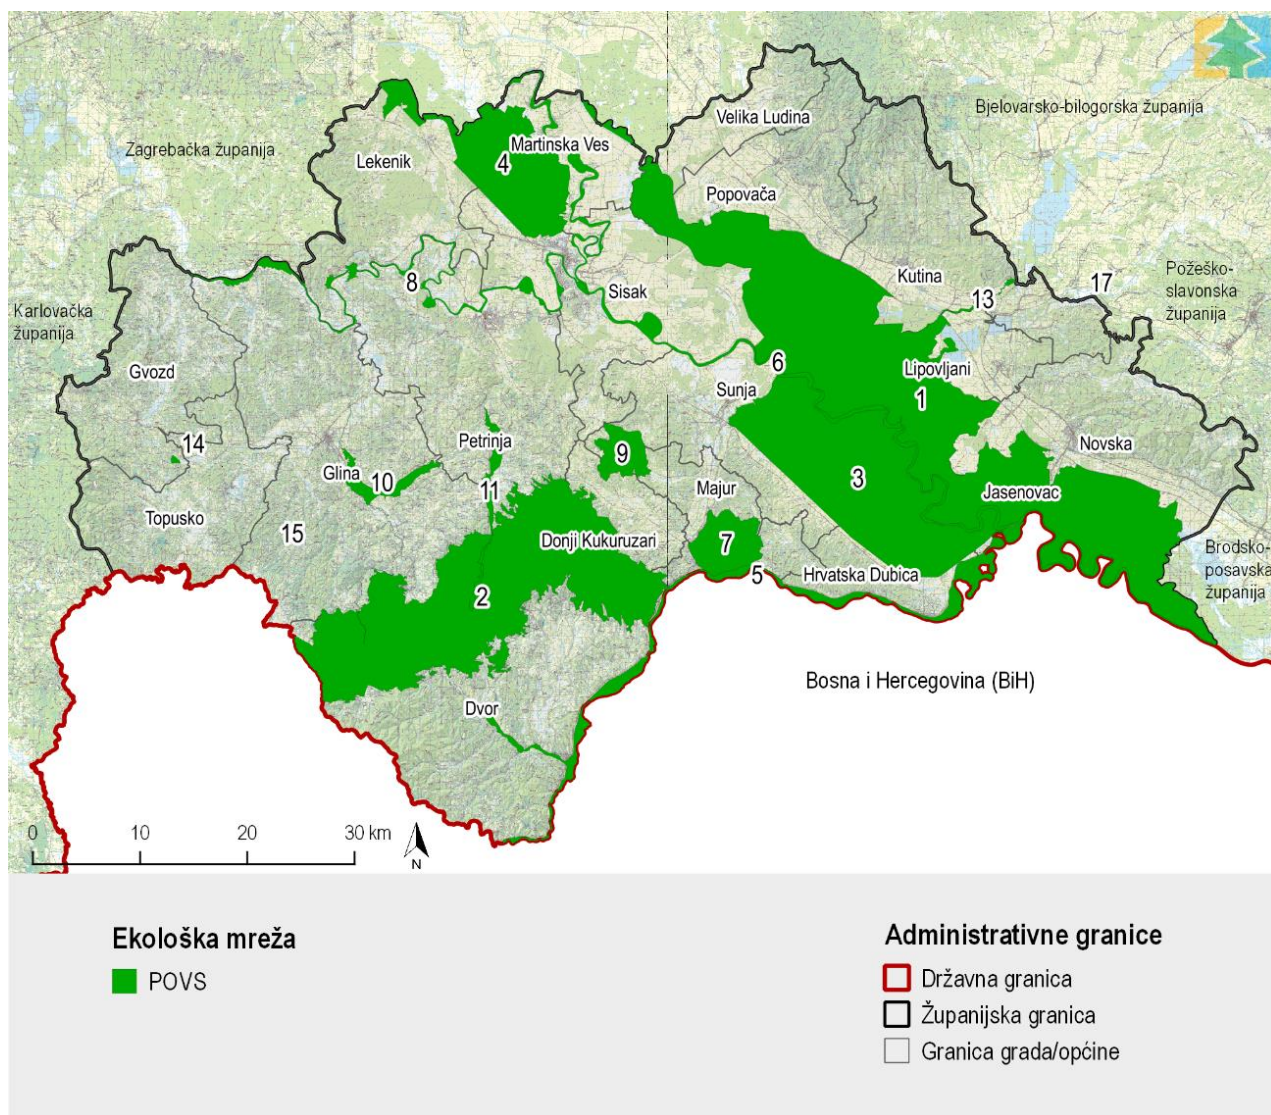 Bjelovarsko-bilogorska županija
Velika Ludina
Zagrebačka županija
Martinska Ves
Lekenik
4
Popovača
Kutina
17
Požeško-
slavonska
županija
8
Sisak
13
Karlovačka
županija
6
Gvozd
Lipovljani
Sunja
1
14
Petrinja
Novska
9
Glina
10
3
11
Majur
Jasenovac
Topusko
15
Donji Kukuruzari
7
5
Hrvatska Dubica
Brodsko-
posavska
županija
2
Bosna i Hercegovina (BiH)
Dvor
0 10 20 30 km
N
Ekološka mreža
POVS
Administrativne granice
Državna granica
Županijska granica
Granica grada/općine